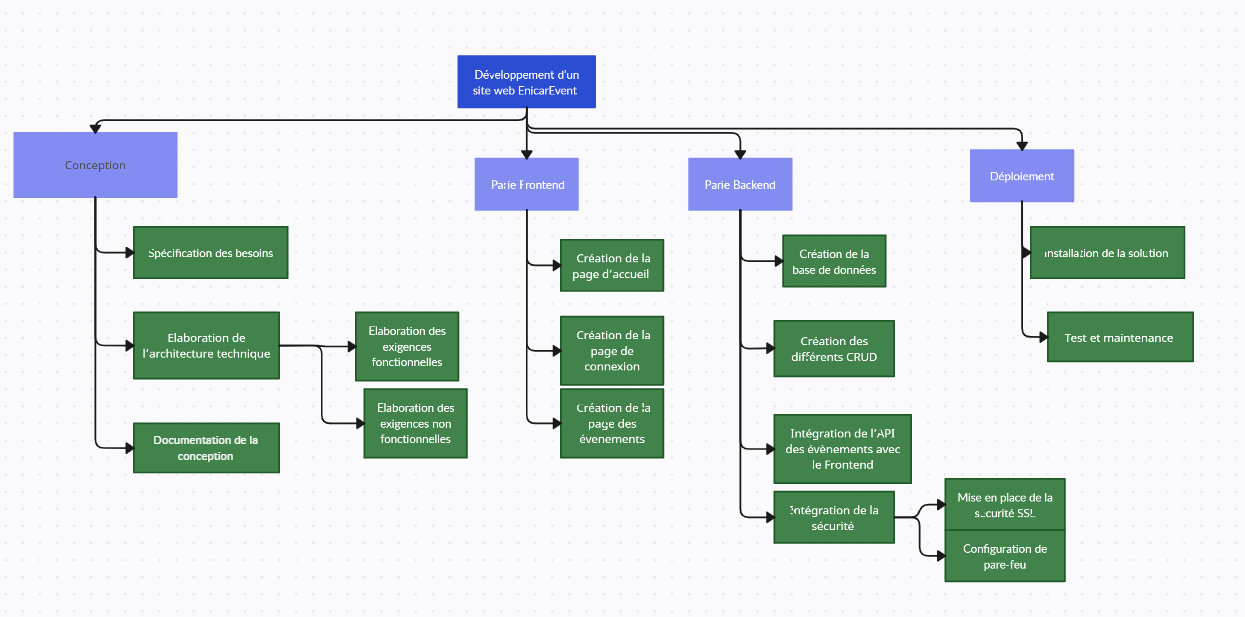 Développement d'un
site web EnicarEvent
Conception
Parie Frontend
Parie Backend
Déploiement
Spécification des besoins
Elaboration de
l'architecture technique
Elaboration des
exigences
fonctionnelles
Elaboration des
exigences non
fonctionnelles
Documentation de la
conception
Création de la
page d'accueil
Création de la
page de
connexion
Création de la
page des
évenements
Création de la
base de données
Création des
différents CRUD
Intégration de l'API
des évènements avec
le Frontend
Intégration de la
sécurité
Mise en place de la
sécurité SSL
Configuration de
pare-feu
Installation de la solution
Test et maintenance